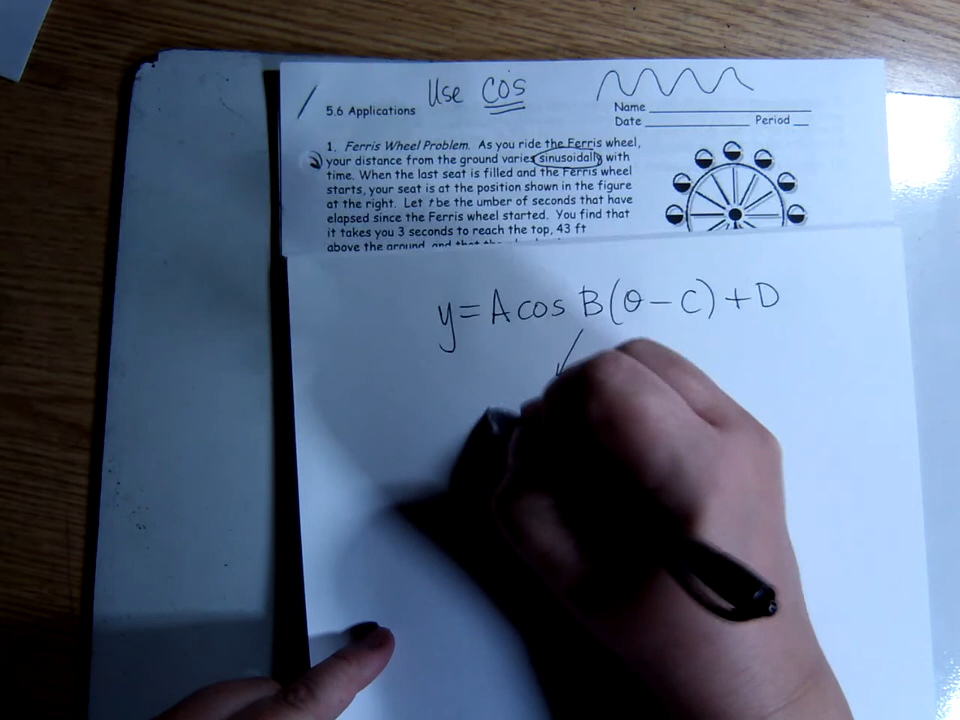 Use cos
5.6 Applications
Name
Date Period
1. Ferris Wheel Problem. As you ride the Ferris wheel,
your distance from the ground varies sinusoidally with
time. When the last seat is filled and the Ferris wheel
starts, your seat is at the position shown in the figure
at the right. Let t be the umber of seconds that have
elapsed since the Ferris wheel started. You find that
it takes you 3 seconds to reach the top, 43 ft
above the ground, and that the
y = A cos B(θ - C) + D